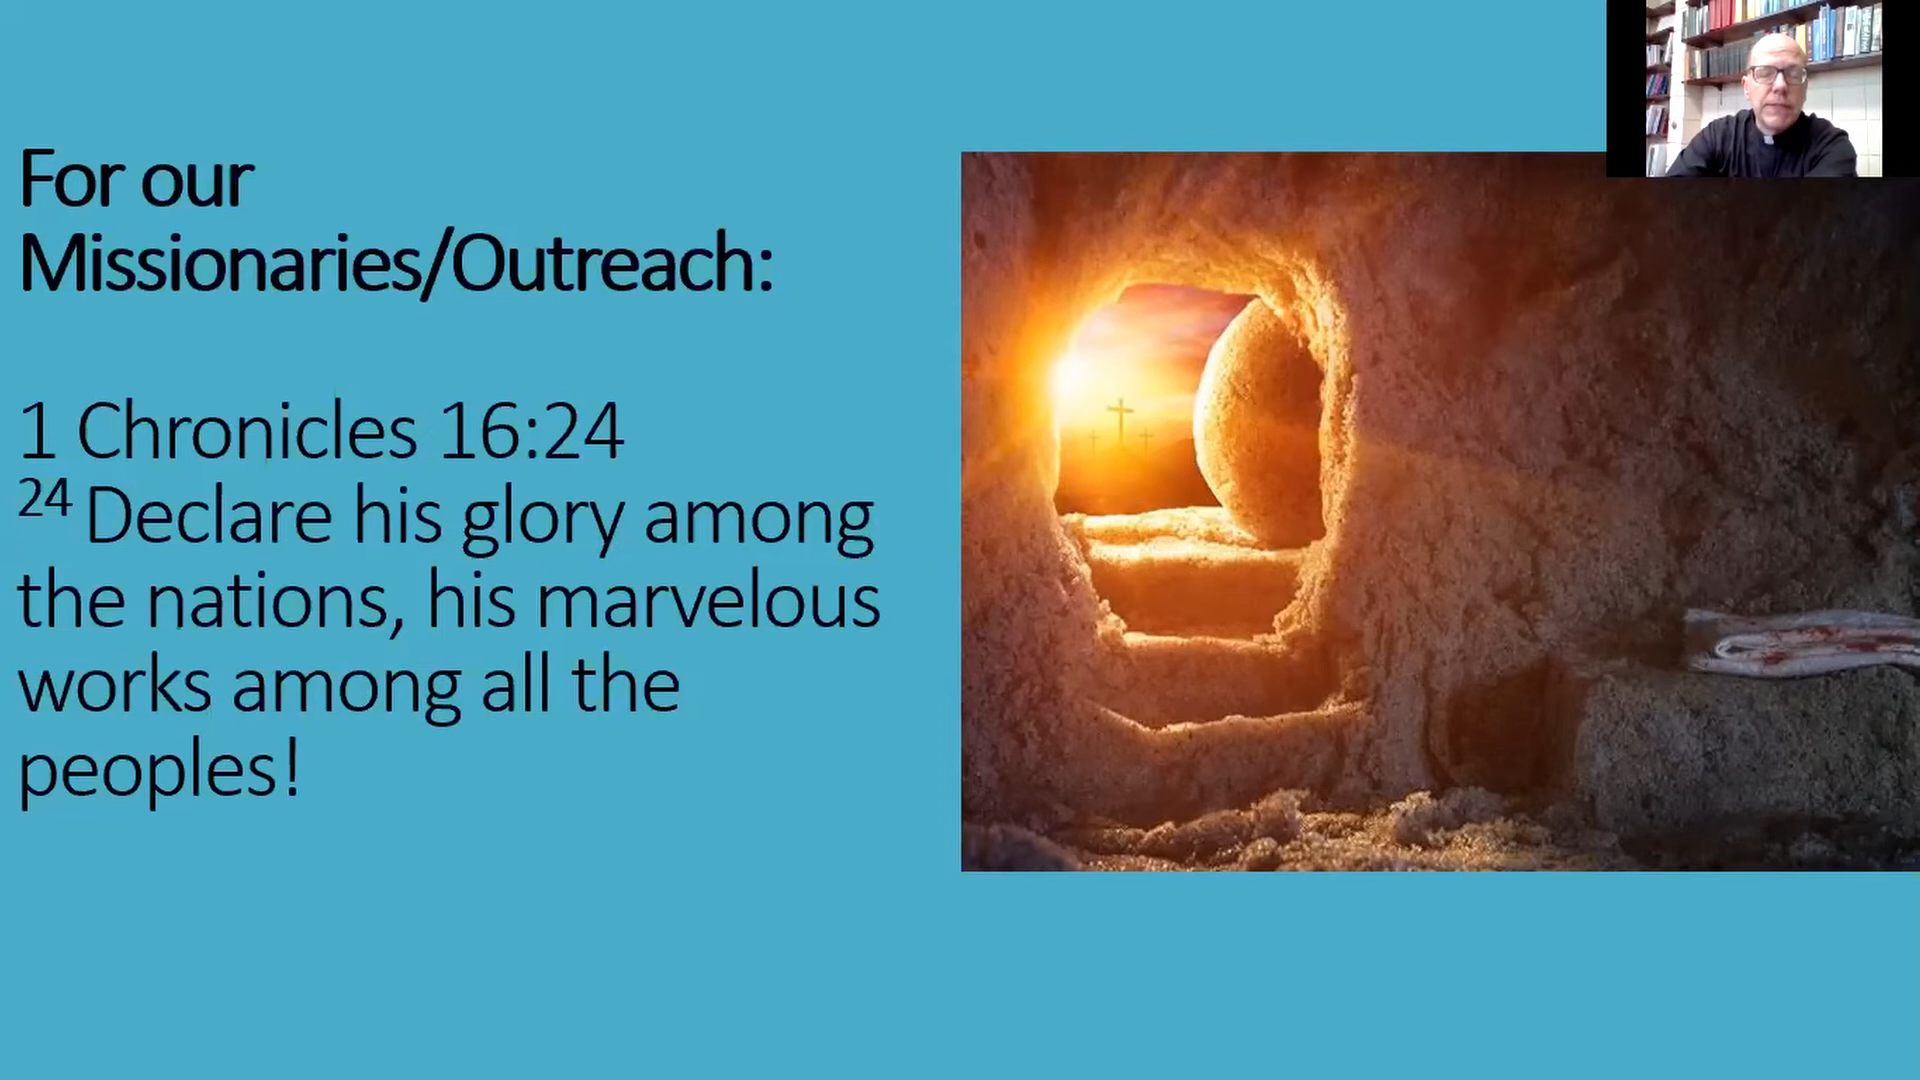 For our
Missionaries/Outreach:
1 Chronicles 16:24
24 Declare his glory among
the nations, his marvelous
works among all the
peoples!